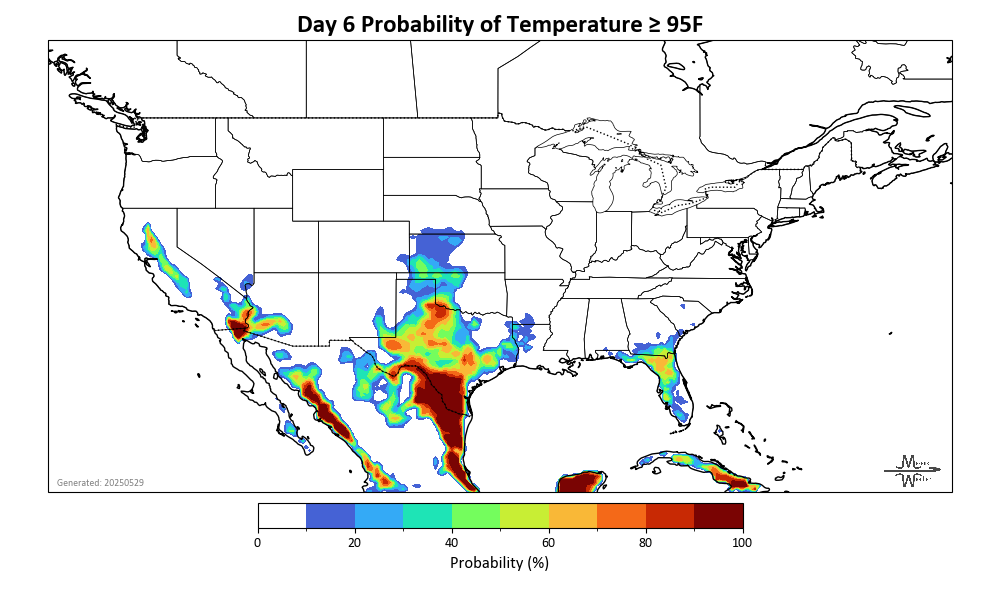 Day 6 Probability of Temperature ≥ 95F
Generated: 20250529
0 20 40 60 80 100
Probability (%)